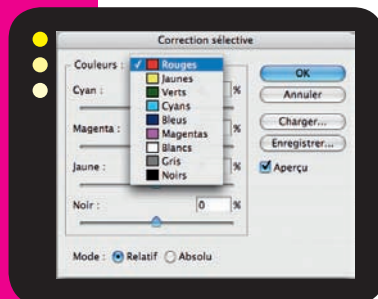 Correction sélective
Couleurs : ✓ Rouges
Jaunes
Verts
Cyans
Bleus
Magentas
Blancs
Gris
Noirs
Cyan : %
Magenta : %
Jaune : %
Noir : 0 %
Mode : Relatif Absolu
OK
Annuler
Charger...
Enregistrer...
Aperçu